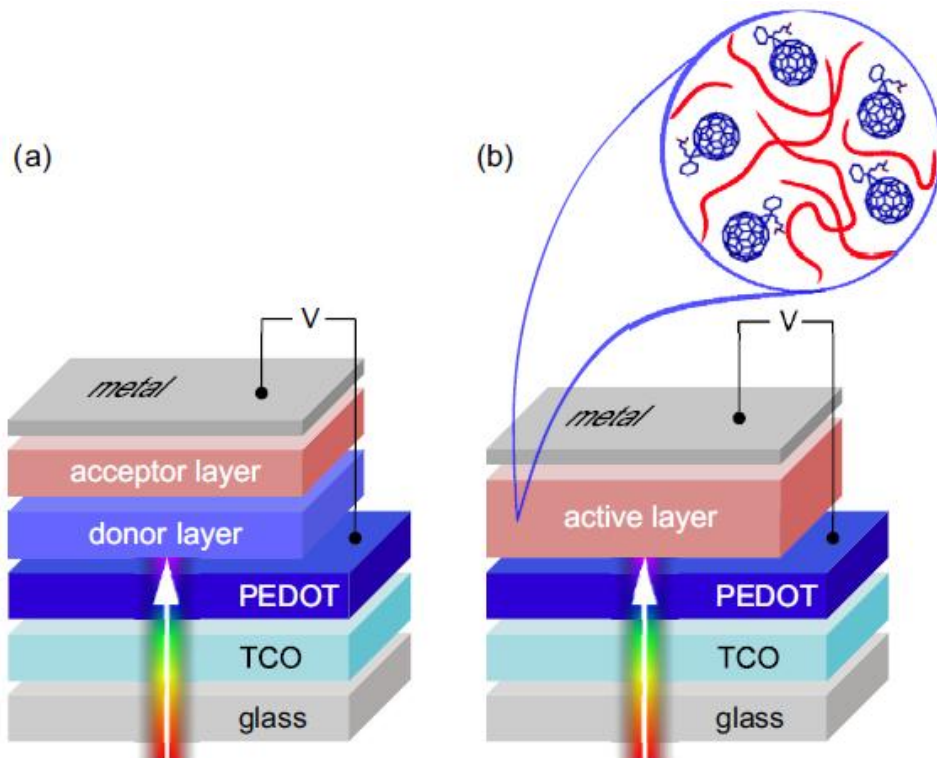 (a)
V
metal
acceptor layer
donor layer
PEDOT
TCO
glass
(b)
V
metal
active layer
PEDOT
TCO
glass